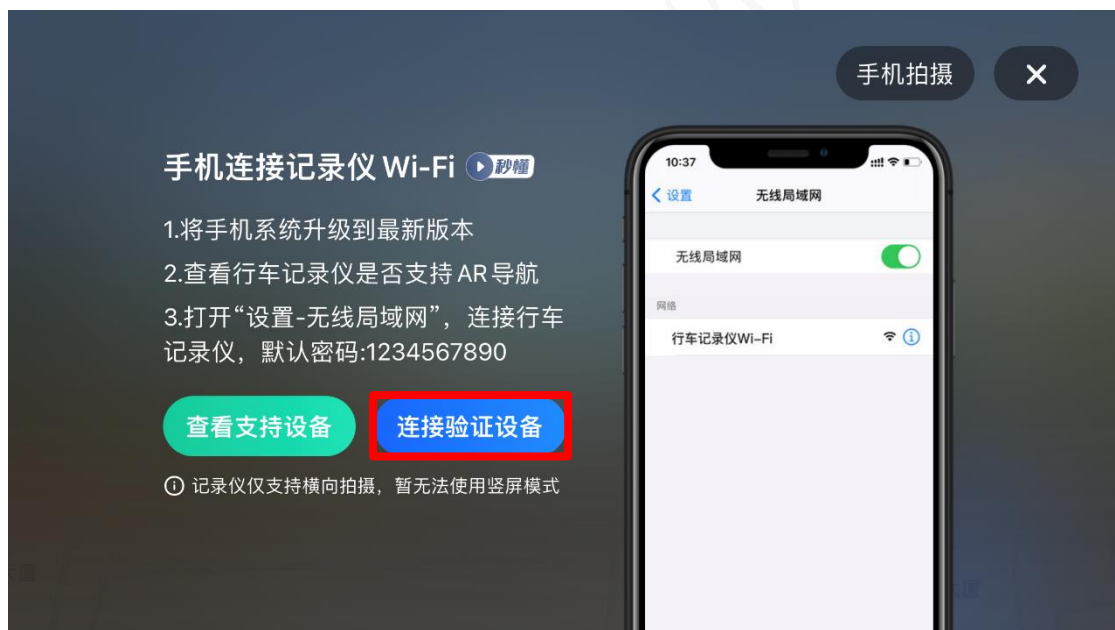 手机拍摄
手机连接记录仪 Wi-Fi 秒懂
1.将手机系统升级到最新版本
2.查看行车记录仪是否支持 AR 导航
3.打开“设置-无线局域网”，连接行车
记录仪，默认密码:1234567890
查看支持设备 连接验证设备
记录仪仅支持横向拍摄，暂无法使用竖屏模式
10:37
设置 无线局域网
无线局域网
网络
行车记录仪Wi-Fi